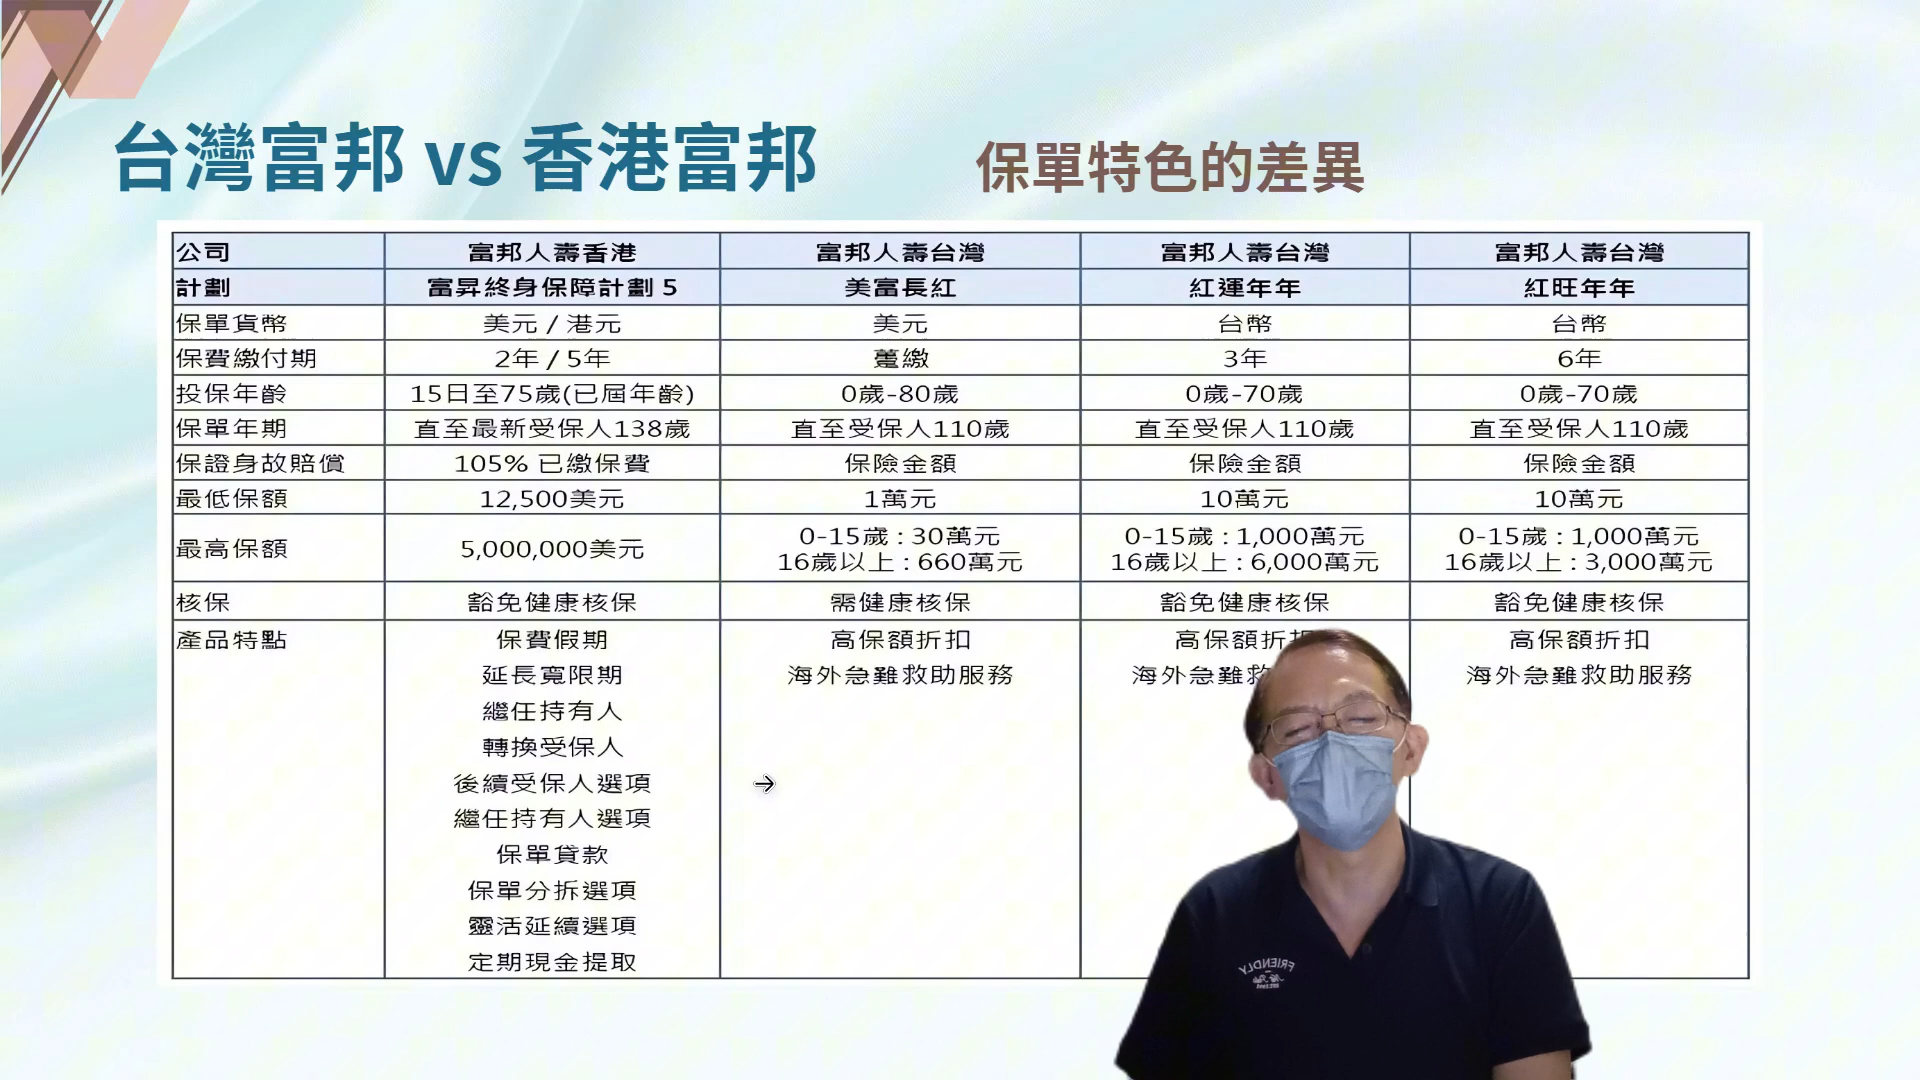 台灣富邦 vs 香港富邦 保單特色的差異
公司 富邦人壽香港 富邦人壽台灣 富邦人壽台灣 富邦人壽台灣
計劃 富昇終身保障計劃 5 美富長紅 紅運年年 紅旺年年
保單貨幣 美元 / 港元 美元 台幣 台幣
保費繳付期 2年 / 5年 躉繳 3年 6年
投保年齡 15日至75歲(已屆年齡) 0歲-80歲 0歲-70歲 0歲-70歲
保單年期 直至最新受保人138歲 直至受保人110歲 直至受保人110歲 直至受保人110歲
保證身故賠償 105% 已繳保費 保險金額 保險金額 保險金額
最低保額 12,500美元 1萬元 10萬元 10萬元
最高保額 5,000,000美元 0-15歲 : 30萬元 0-15歲 : 1,000萬元 0-15歲 : 1,000萬元
16歲以上 : 660萬元 16歲以上 : 6,000萬元 16歲以上 : 3,000萬元
核保 豁免健康核保 需健康核保 豁免健康核保 豁免健康核保
產品特點 保費假期 高保額折扣 高保額折扣 高保額折扣
延長寬限期 海外急難救助服務 海外急難救 海外急難救助服務
繼任持有人
轉換受保人
後續受保人選項 →
繼任持有人選項
保單貸款
保單分拆選項
靈活延續選項
定期現金提取
FRIENDLY